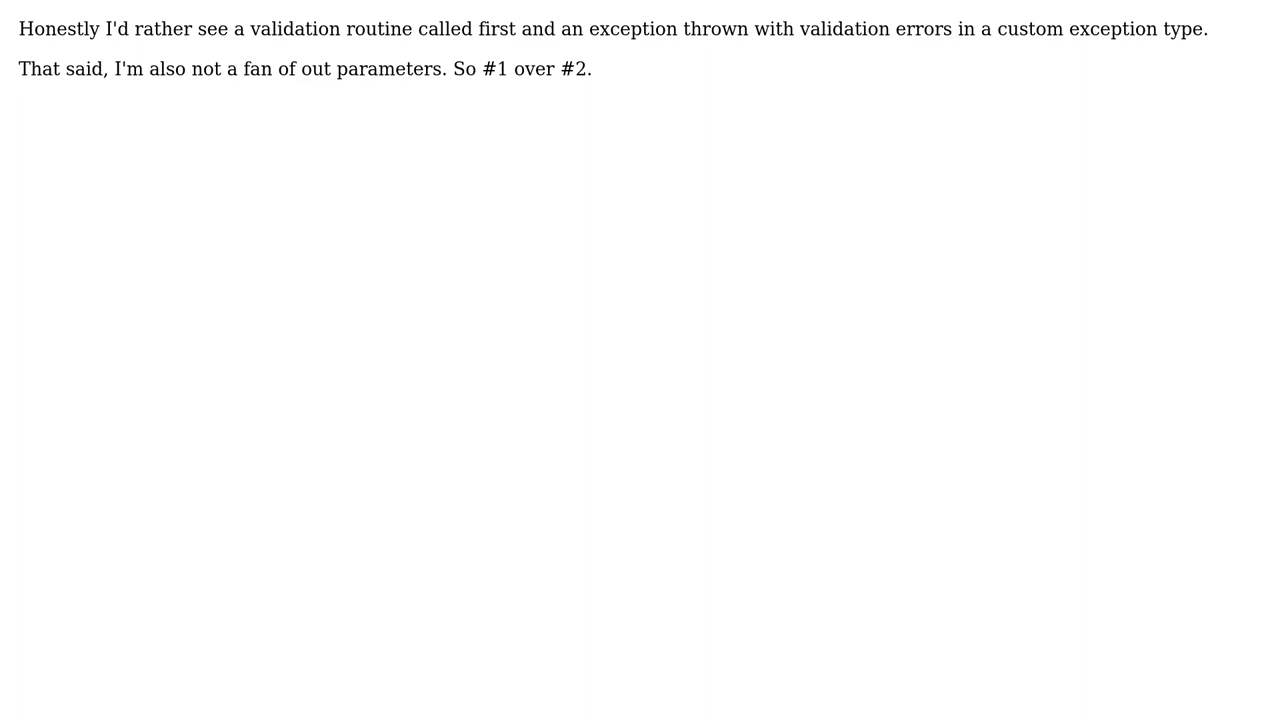 Honestly I'd rather see a validation routine called first and an exception thrown with validation errors in a custom exception type.
That said, I'm also not a fan of out parameters. So #1 over #2.